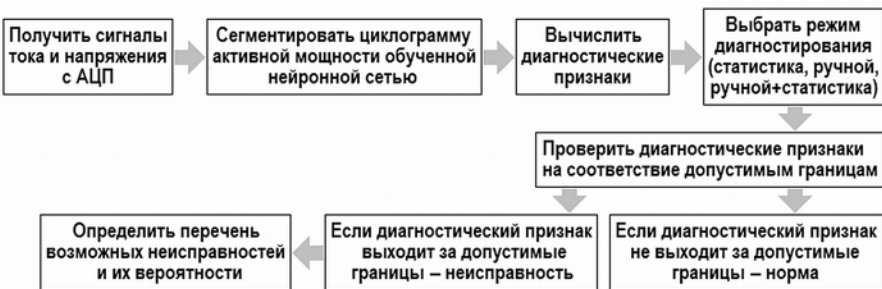 Получить сигналы
тока и напряжения
с АЦП
Сегментировать циклограмму
активной мощности обученной
нейронной сетью
Вычислить
диагностические
признаки
Выбрать режим
диагностирования
(статистика, ручной,
ручной+статистика)
Проверить диагностические признаки
на соответствие допустимым границам
Определить перечень
возможных неисправностей
и их вероятности
Если диагностический признак
выходит за допустимые
границы – неисправность
Если диагностический признак
не выходит за допустимые
границы – норма